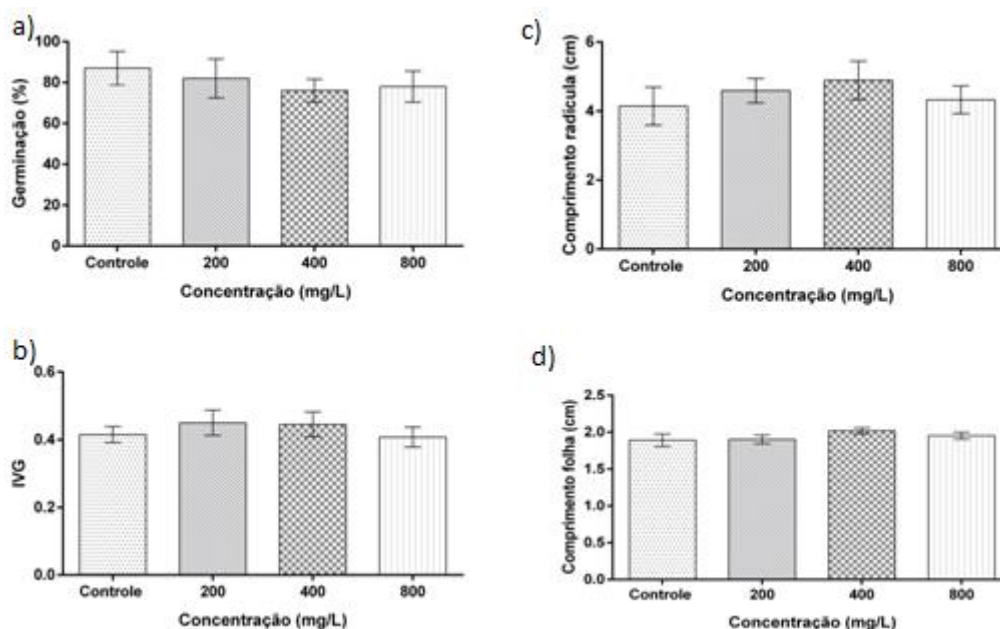 a)
Germinação (%)
100
80
60
40
20
0
Controle 200 400 800
Concentração (mg/L)
b)
IVG
0.6
0.4
0.2
0.0
Controle 200 400 800
Concentração (mg/L)
c)
Comprimento radícula (cm)
6
4
2
0
Controle 200 400 800
Concentração (mg/L)
d)
Comprimento folha (cm)
2.5
2.0
1.5
1.0
0.5
0.0
Controle 200 400 800
Concentração (mg/L)